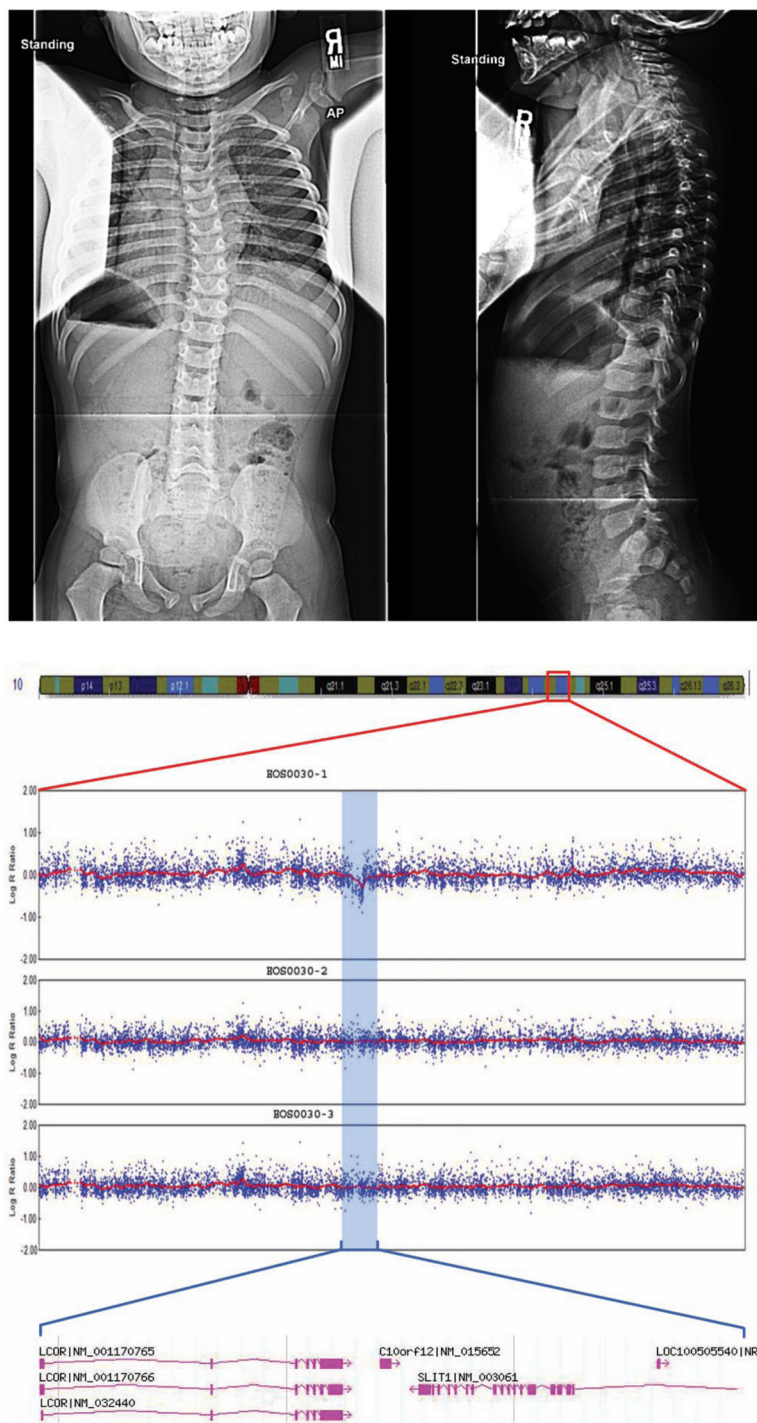 Standing
R
MI
AP
Standing
R
10
p14 p13 p12.1 q21.1 q21.3 q22.1 q22.3 q23.1 q25.1 q25.3 q26.13 q26.3
EOS0030-1
2.00
1.00
0.00
-1.00
-2.00
Log R Ratio
EOS0030-2
2.00
1.00
0.00
-1.00
-2.00
Log R Ratio
EOS0030-3
2.00
1.00
0.00
-1.00
-2.00
Log R Ratio
LCOR|NM_001170765
C10orf12|NM_015652
LOC100505540|NR
LCOR|NM_001170766
SLIT1|NM_003061
LCOR|NM_032440